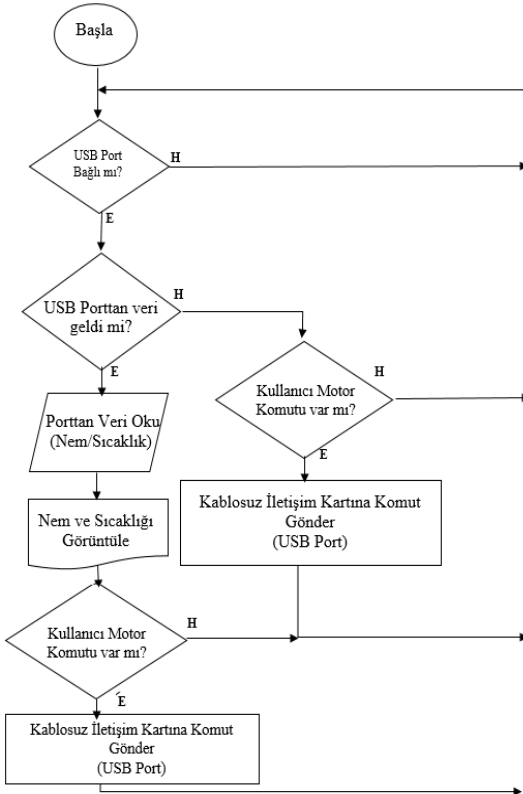 Başla
USB Port
Bağlı mı?
H
E
USB Porttan veri
geldi mi?
H
E
Kullanıcı Motor
Komutu var mı?
H
E
Porttan Veri Oku
(Nem/Sıcaklık)
Kablosuz İletişim Kartına Komut
Gönder
(USB Port)
Nem ve Sıcaklığı
Görüntüle
Kullanıcı Motor
Komutu var mı?
H
E
Kablosuz İletişim Kartına Komut
Gönder
(USB Port)